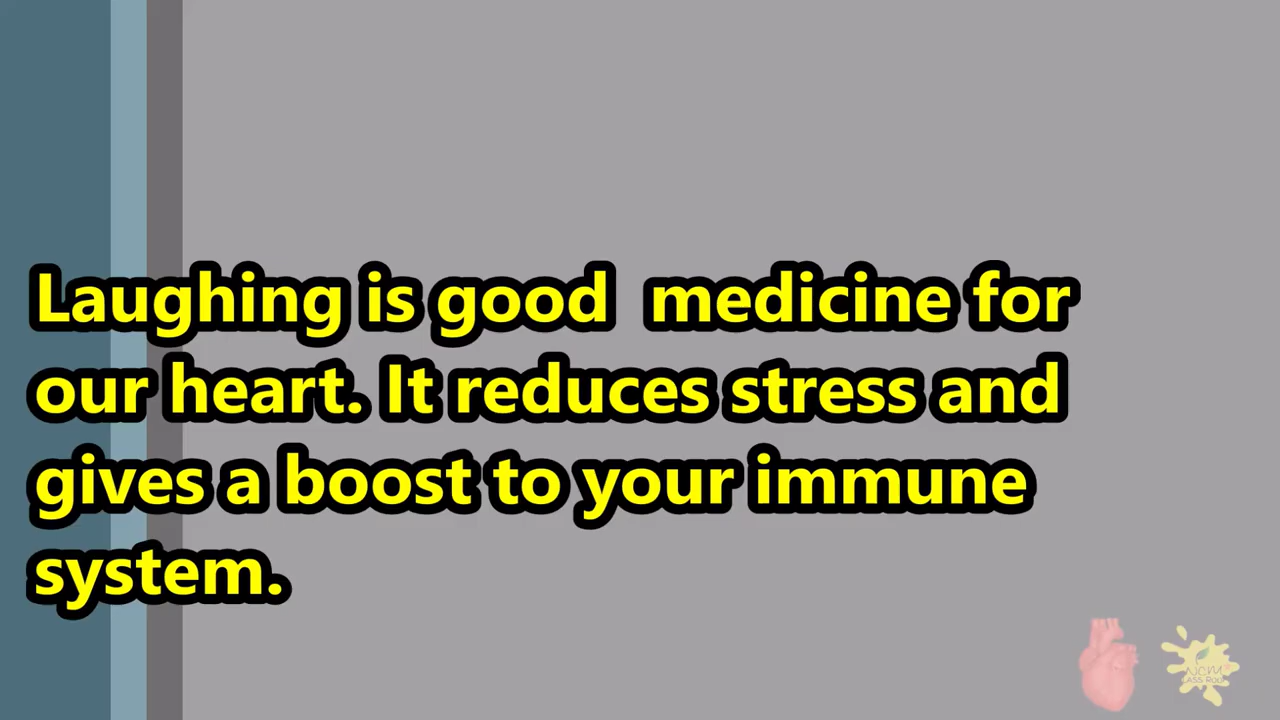 Laughing is good  medicine for
our heart. It reduces stress and
gives a boost to your immune
system.